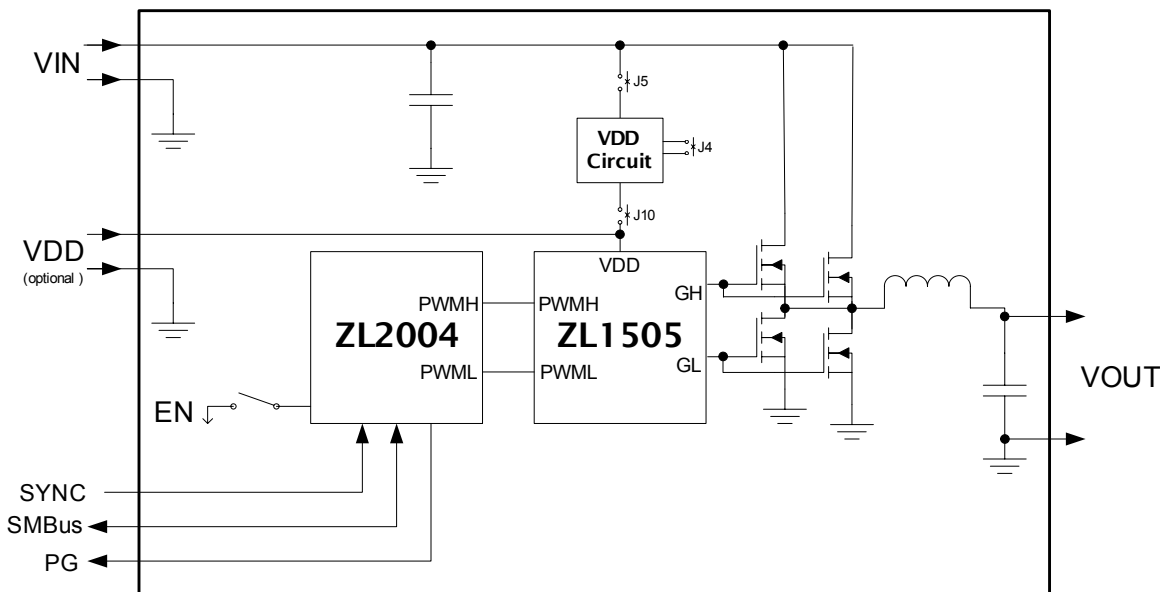 VIN
J5
VDD
Circuit
J4
J10
VDD
(optional )
VDD
PWMH
PWMH
GH
ZL2004
ZL1505
PWML
PWML
GL
VOUT
EN
SYNC
SMBus
PG